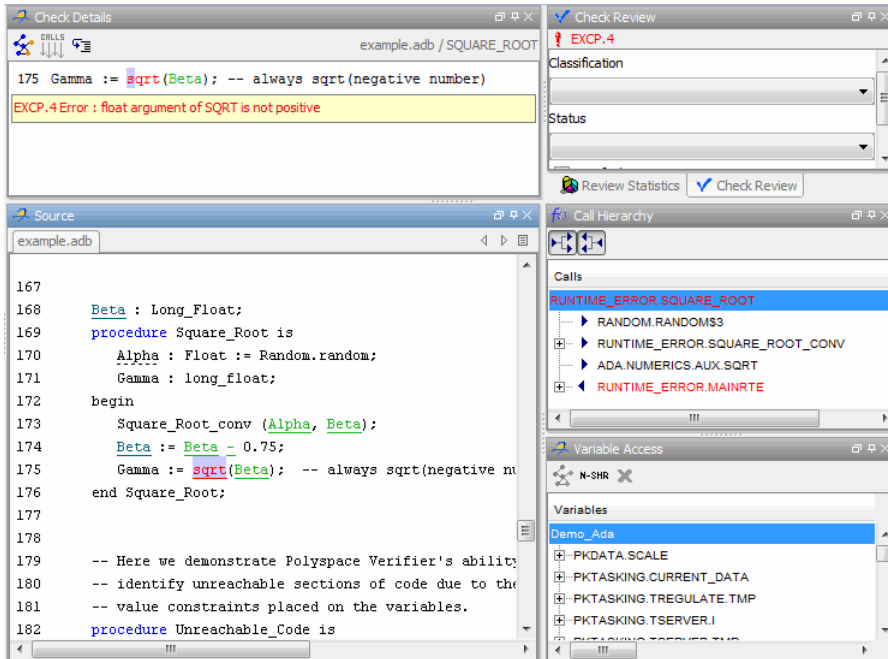 Check Details
CALLS
example.adb / SQUARE_ROOT
175 Gamma := sqrt(Beta); -- always sqrt(negative number)
EXCP.4 Error : float argument of SQRT is not positive
Check Review
EXCP.4
Classification
Status
Review Statistics
Check Review
Source
example.adb
167
168 Beta : Long_Float;
169 procedure Square_Root is
170 Alpha : Float := Random.random;
171 Gamma : long_float;
172 begin
173 Square_Root_conv (Alpha, Beta);
174 Beta := Beta - 0.75;
175 Gamma := sqrt(Beta); -- always sqrt(negative nu
176 end Square_Root;
177
178
179 -- Here we demonstrate Polyspace Verifier's ability
180 -- identify unreachable sections of code due to the
181 -- value constraints placed on the variables.
182 procedure Unreachable_Code is
f(x) Call Hierarchy
Calls
RUNTIME_ERROR.SQUARE_ROOT
RANDOM.RANDOM$3
RUNTIME_ERROR.SQUARE_ROOT_CONV
ADA.NUMERICS.AUX.SQRT
RUNTIME_ERROR.MAINRTE
Variable Access
N-SHR
Variables
Demo_Ada
PKDATA.SCALE
PKTASKING.CURRENT_DATA
PKTASKING.TREGULATE.TMP
PKTASKING.TSERVER.I
PKTASKING.TSERVER.TMP